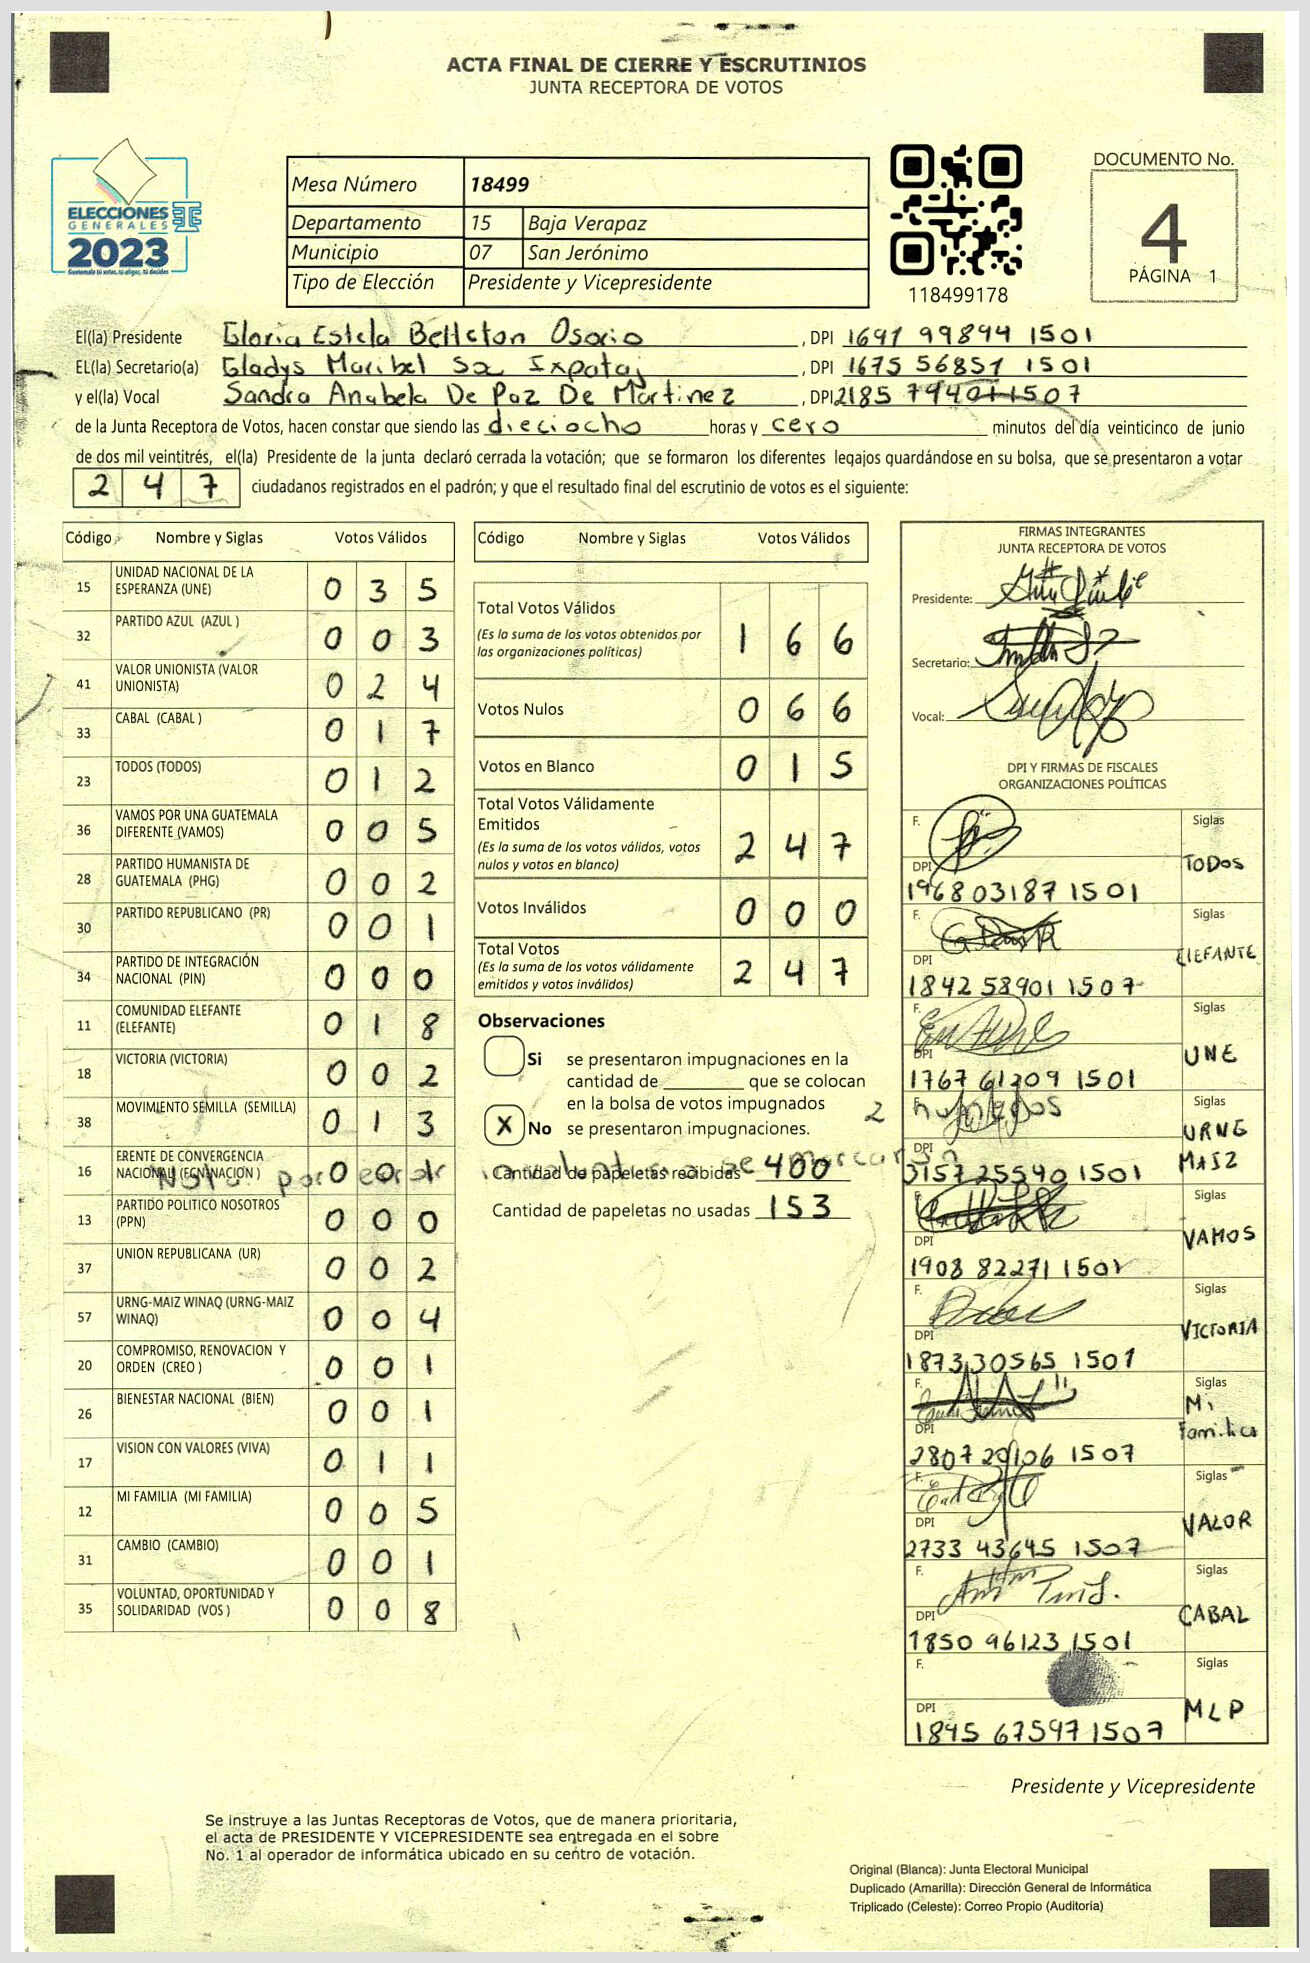 ACTA FINAL DE CIERRE Y ESCRUTINIOS
JUNTA RECEPTORA DE VOTOS
ELECCIONES
GENERALES
2023
Guatemala tú votas, tú eliges, tú decides
Mesa Número 18499
Departamento 15 Baja Verapaz
Municipio 07 San Jerónimo
Tipo de Elección Presidente y Vicepresidente
118499178
DOCUMENTO No.
4
PÁGINA 1
El(la) Presidente Gloria Estela Belleton Osorio, DPI 1691 99894 1501
EL(la) Secretario(a) Gladys Maribel Sa Ixpataj, DPI 1675 56851 1501
y el(la) Vocal Sandra Anabela De Paz De Martinez, DPI 2185 79401 1507
de la Junta Receptora de Votos, hacen constar que siendo las dieciocho horas y cero minutos del día veinticinco de junio
de dos mil veintitrés, el(la) Presidente de la junta declaró cerrada la votación; que se formaron los diferentes legajos guardándose en su bolsa, que se presentaron a votar
2 4 7 ciudadanos registrados en el padrón; y que el resultado final del escrutinio de votos es el siguiente:
Código Nombre y Siglas Votos Válidos
15 UNIDAD NACIONAL DE LA ESPERANZA (UNE) 0 3 5
32 PARTIDO AZUL (AZUL ) 0 0 3
41 VALOR UNIONISTA (VALOR UNIONISTA) 0 2 4
33 CABAL (CABAL ) 0 1 7
23 TODOS (TODOS) 0 1 2
36 VAMOS POR UNA GUATEMALA DIFERENTE (VAMOS) 0 0 5
28 PARTIDO HUMANISTA DE GUATEMALA (PHG) 0 0 2
30 PARTIDO REPUBLICANO (PR) 0 0 1
34 PARTIDO DE INTEGRACIÓN NACIONAL (PIN) 0 0 0
11 COMUNIDAD ELEFANTE (ELEFANTE) 0 1 8
18 VICTORIA (VICTORIA) 0 0 2
38 MOVIMIENTO SEMILLA (SEMILLA) 0 1 3
16 FRENTE DE CONVERGENCIA NACIONAL (FCN NACION ) 0 0 1
13 PARTIDO POLITICO NOSOTROS (PPN) 0 0 0
37 UNION REPUBLICANA (UR) 0 0 2
57 URNG-MAIZ WINAQ (URNG-MAIZ WINAQ) 0 0 4
20 COMPROMISO, RENOVACION Y ORDEN (CREO ) 0 0 1
26 BIENESTAR NACIONAL (BIEN) 0 0 1
17 VISION CON VALORES (VIVA) 0 1 1
12 MI FAMILIA (MI FAMILIA) 0 0 5
31 CAMBIO (CAMBIO) 0 0 1
35 VOLUNTAD, OPORTUNIDAD Y SOLIDARIDAD (VOS ) 0 0 8
Código Nombre y Siglas Votos Válidos
Total Votos Válidos 1 6 6
(Es la suma de los votos obtenidos por
las organizaciones políticas)
Votos Nulos 0 6 6
Votos en Blanco 0 1 5
Total Votos Válidamente
Emitidos 2 4 7
(Es la suma de los votos válidos, votos
nulos y votos en blanco)
Votos Inválidos 0 0 0
Total Votos 2 4 7
(Es la suma de los votos válidamente
emitidos y votos inválidos)
Observaciones
Si se presentaron impugnaciones en la
cantidad de ________ que se colocan
en la bolsa de votos impugnados
X No se presentaron impugnaciones.
Nota por error involuntario se marcaron 2
Cantidad de papeletas recibidas 400
Cantidad de papeletas no usadas 153
FIRMAS INTEGRANTES
JUNTA RECEPTORA DE VOTOS
Presidente:
Secretario:
Vocal:
DPI Y FIRMAS DE FISCALES
ORGANIZACIONES POLÍTICAS
F. Siglas
DPI TODOS
1968 03187 1501
F. Siglas
DPI ElEFANTE
1842 58901 1507
F. Siglas
DPI UNE
1767 61209 1501
F. Siglas
DPI URNG MAIZ
3157 25540 1501
F. Siglas
DPI VAMOS
1908 82271 1501
F. Siglas
DPI VICTORIA
1873 30565 1501
F. Siglas
DPI Mi Familia
2807 29106 1507
F. Siglas
DPI VALOR
2733 43645 1507
F. Siglas
DPI CABAL
1850 96123 1501
F. Siglas
DPI MLP
1845 67597 1507
Presidente y Vicepresidente
Se instruye a las Juntas Receptoras de Votos, que de manera prioritaria,
el acta de PRESIDENTE Y VICEPRESIDENTE sea entregada en el sobre
No. 1 al operador de informática ubicado en su centro de votación.
Original (Blanca): Junta Electoral Municipal
Duplicado (Amarilla): Dirección General de Informática
Triplicado (Celeste): Correo Propio (Auditoría)